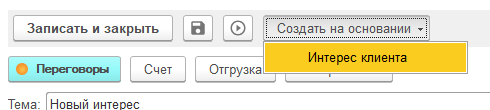 Записать и закрыть Создать на основании
Интерес клиента
Переговоры Счет Отгрузка
Тема: Новый интерес